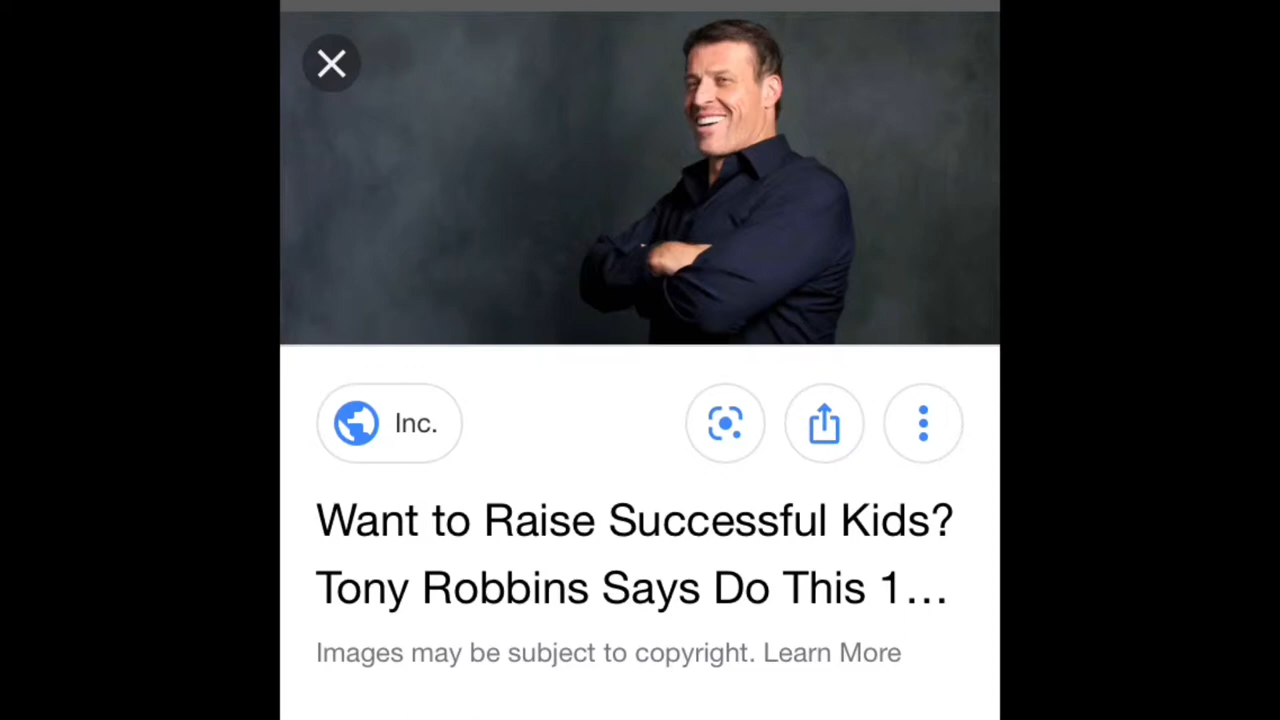 Inc.
Want to Raise Successful Kids?
Tony Robbins Says Do This 1...
Images may be subject to copyright. Learn More